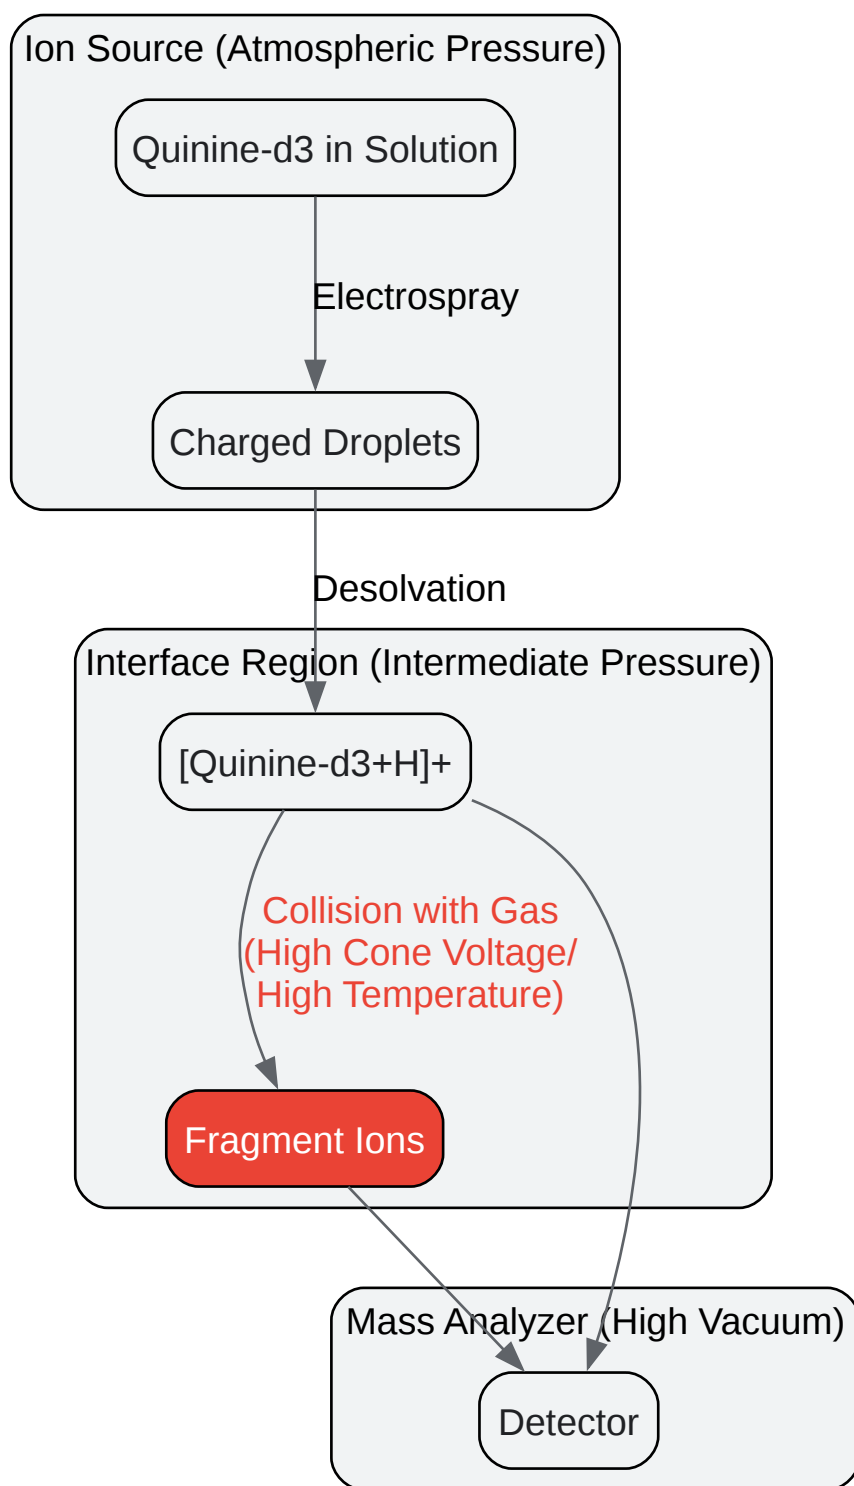 Ion Source (Atmospheric Pressure)
Quinine-d3 in Solution
Electrospray
Charged Droplets
Desolvation
Interface Region (Intermediate Pressure)
[Quinine-d3+H]+
Collision with Gas
(High Cone Voltage/
High Temperature)
Fragment Ions
Mass Analyzer (High Vacuum)
Detector